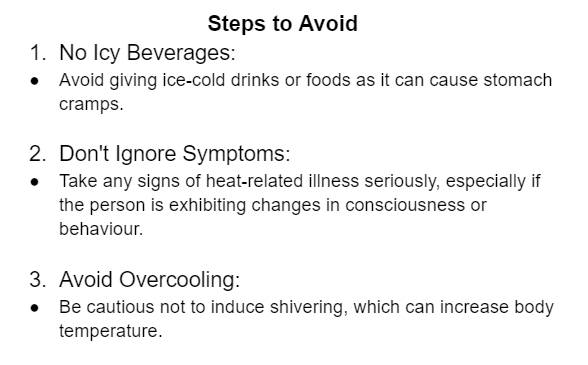 Steps to Avoid
1. No Icy Beverages:
● Avoid giving ice-cold drinks or foods as it can cause stomach
cramps.
2. Don't Ignore Symptoms:
● Take any signs of heat-related illness seriously, especially if
the person is exhibiting changes in consciousness or
behaviour.
3. Avoid Overcooling:
● Be cautious not to induce shivering, which can increase body
temperature.